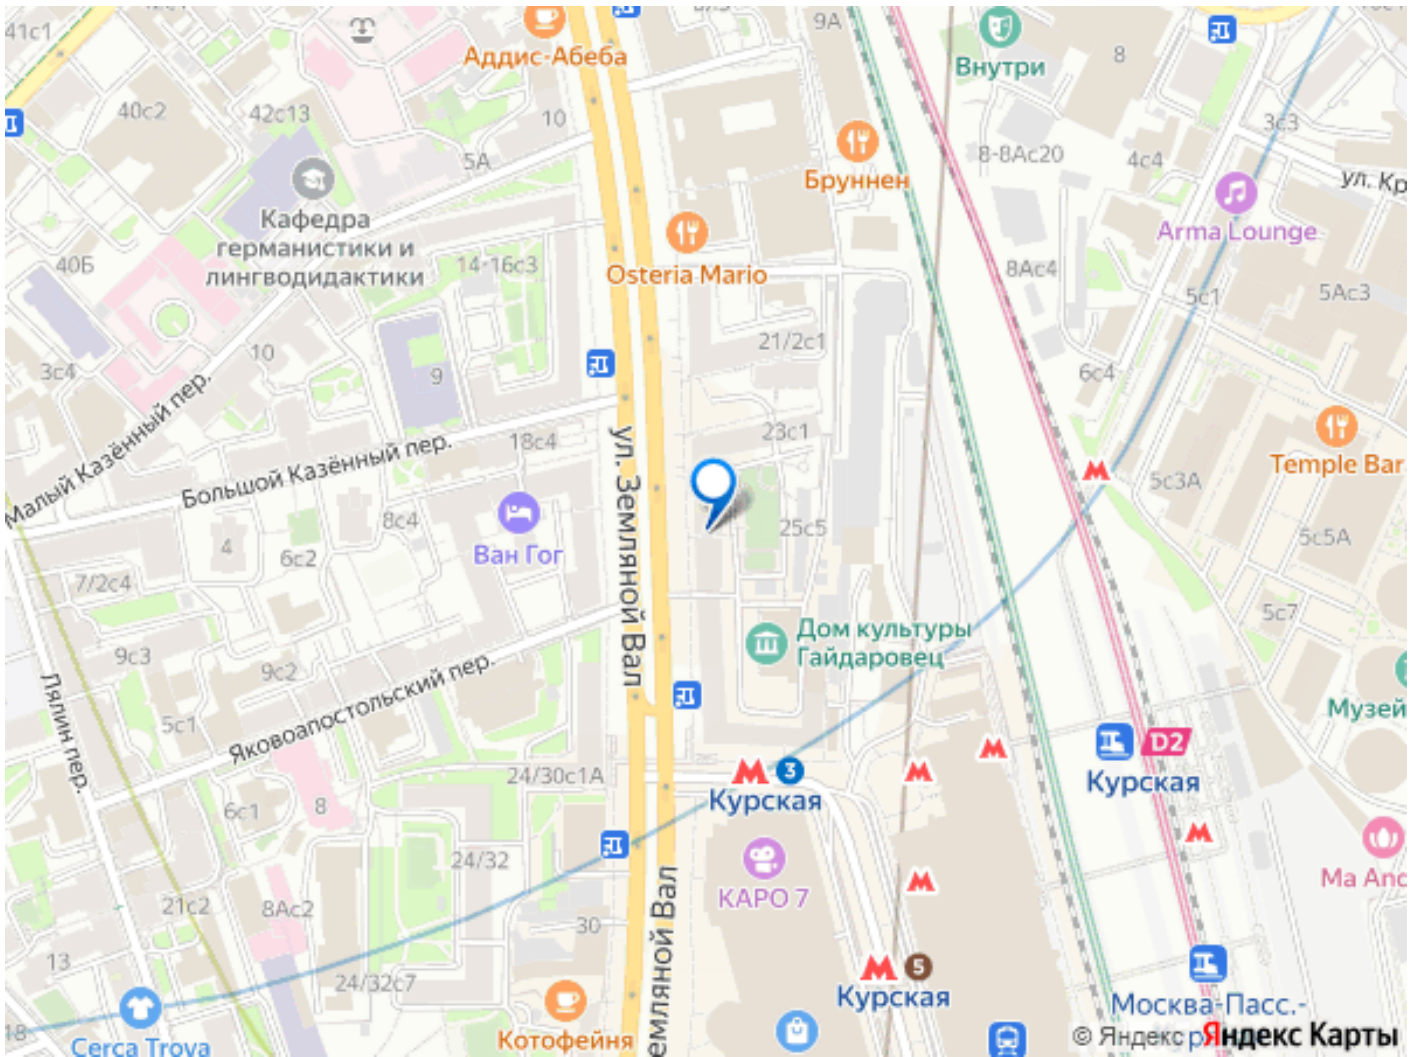 41с1
Аддис-Абеба
9А
Внутри
8
40с2
42с13
10
5А
3с3
8-8Ас20
4с4
ул. Кр
Бруннен
Кафедра
германистики и
лингводидактики
Arma Lounge
40Б
14-16с3
Osteria Mario
8Ас4
5с1
5Ас3
21/2с1
10
3с4
9
6с4
Малый Казённый пер.
Большой Казённый пер.
18с4
ул. Земляной Вал
23с1
Temple Bar
5с3А
8с4
4
6с2
Ван Гог
25с5
5с5А
7/2с4
5с7
Дом культуры
Гайдаровец
9с3
9с2
Лялин пер.
Яковоапостольский пер.
5с1
Музей
D2
Курская
24/30с1А
3
Курская
6с1
8
24/32
КАРО 7
Ma Anc
21с2
8Ас2
30
емляной Вал
13
24/32с7
5
Курская
18
Cerca Trova
Котофейня
Москва-Пасс.-
© Яндекс Яндекс Карты